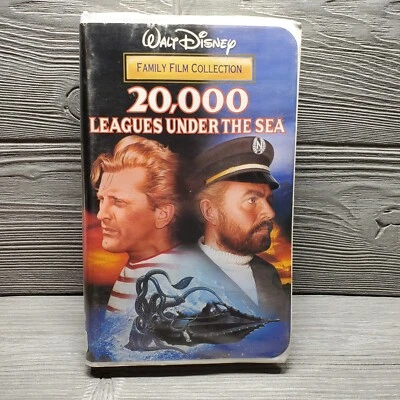 WALT DISNEY
FAMILY FILM COLLECTION
20,000
LEAGUES UNDER THE SEA
N